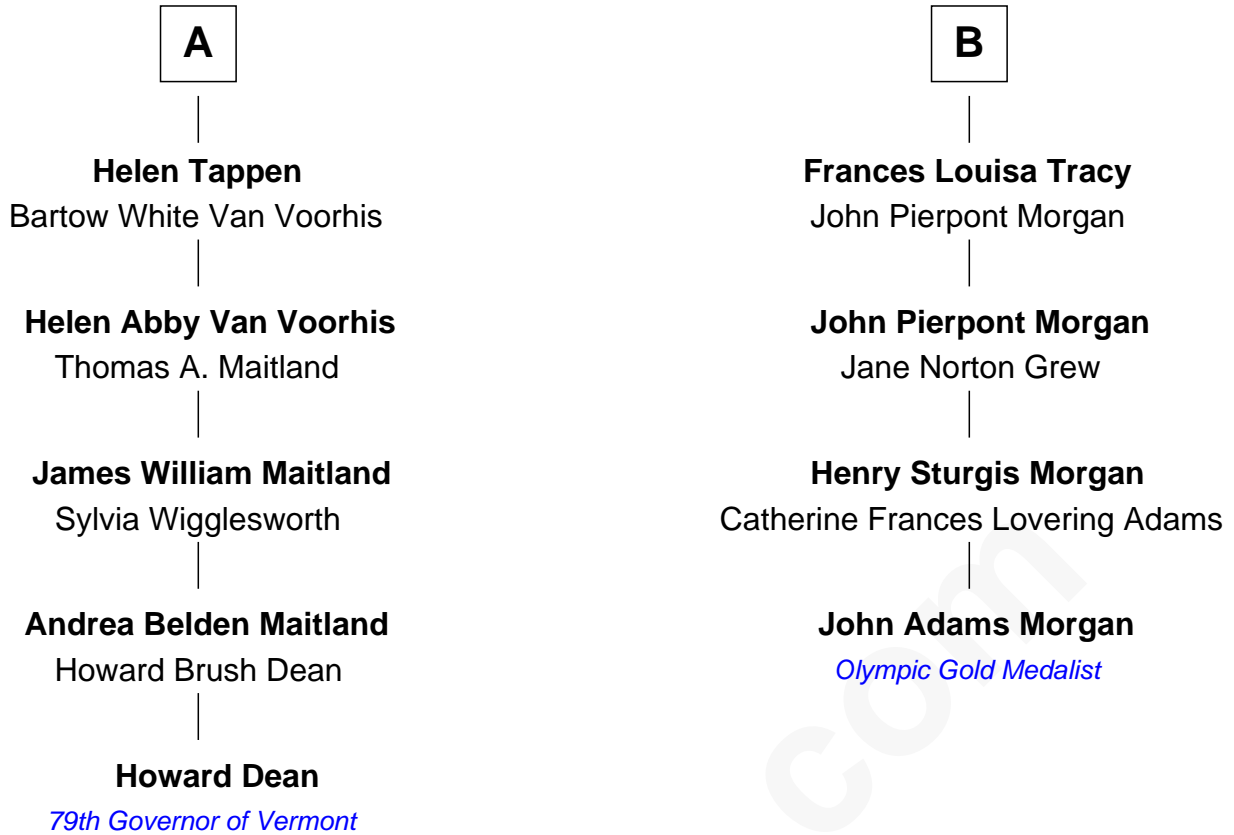 A
Helen Tappen
Bartow White Van Voorhis
Helen Abby Van Voorhis
Thomas A. Maitland
James William Maitland
Sylvia Wigglesworth
Andrea Belden Maitland
Howard Brush Dean
Howard Dean
79th Governor of Vermont
B
Frances Louisa Tracy
John Pierpont Morgan
John Pierpont Morgan
Jane Norton Grew
Henry Sturgis Morgan
Catherine Frances Lovering Adams
John Adams Morgan
Olympic Gold Medalist
com